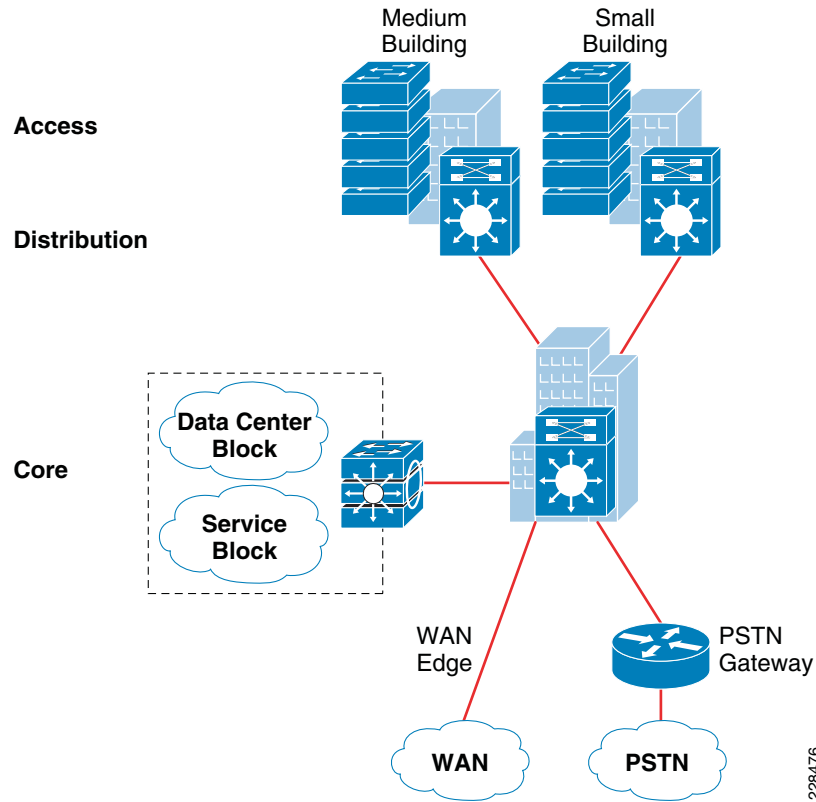 Medium
Building
Small
Building
Access
Distribution
Data Center
Block
Core
Service
Block
WAN
Edge
PSTN
Gateway
WAN
PSTN
228476